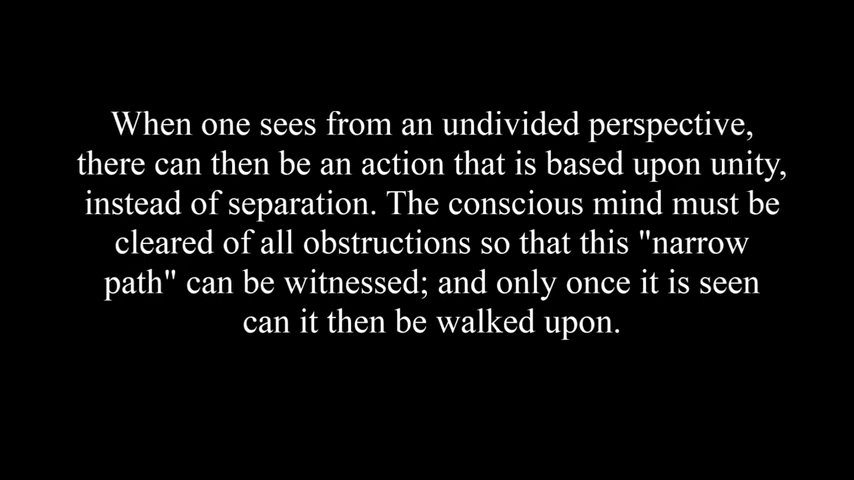 When one sees from an undivided perspective,
there can then be an action that is based upon unity,
instead of separation. The conscious mind must be
cleared of all obstructions so that this "narrow
path" can be witnessed; and only once it is seen
can it then be walked upon.